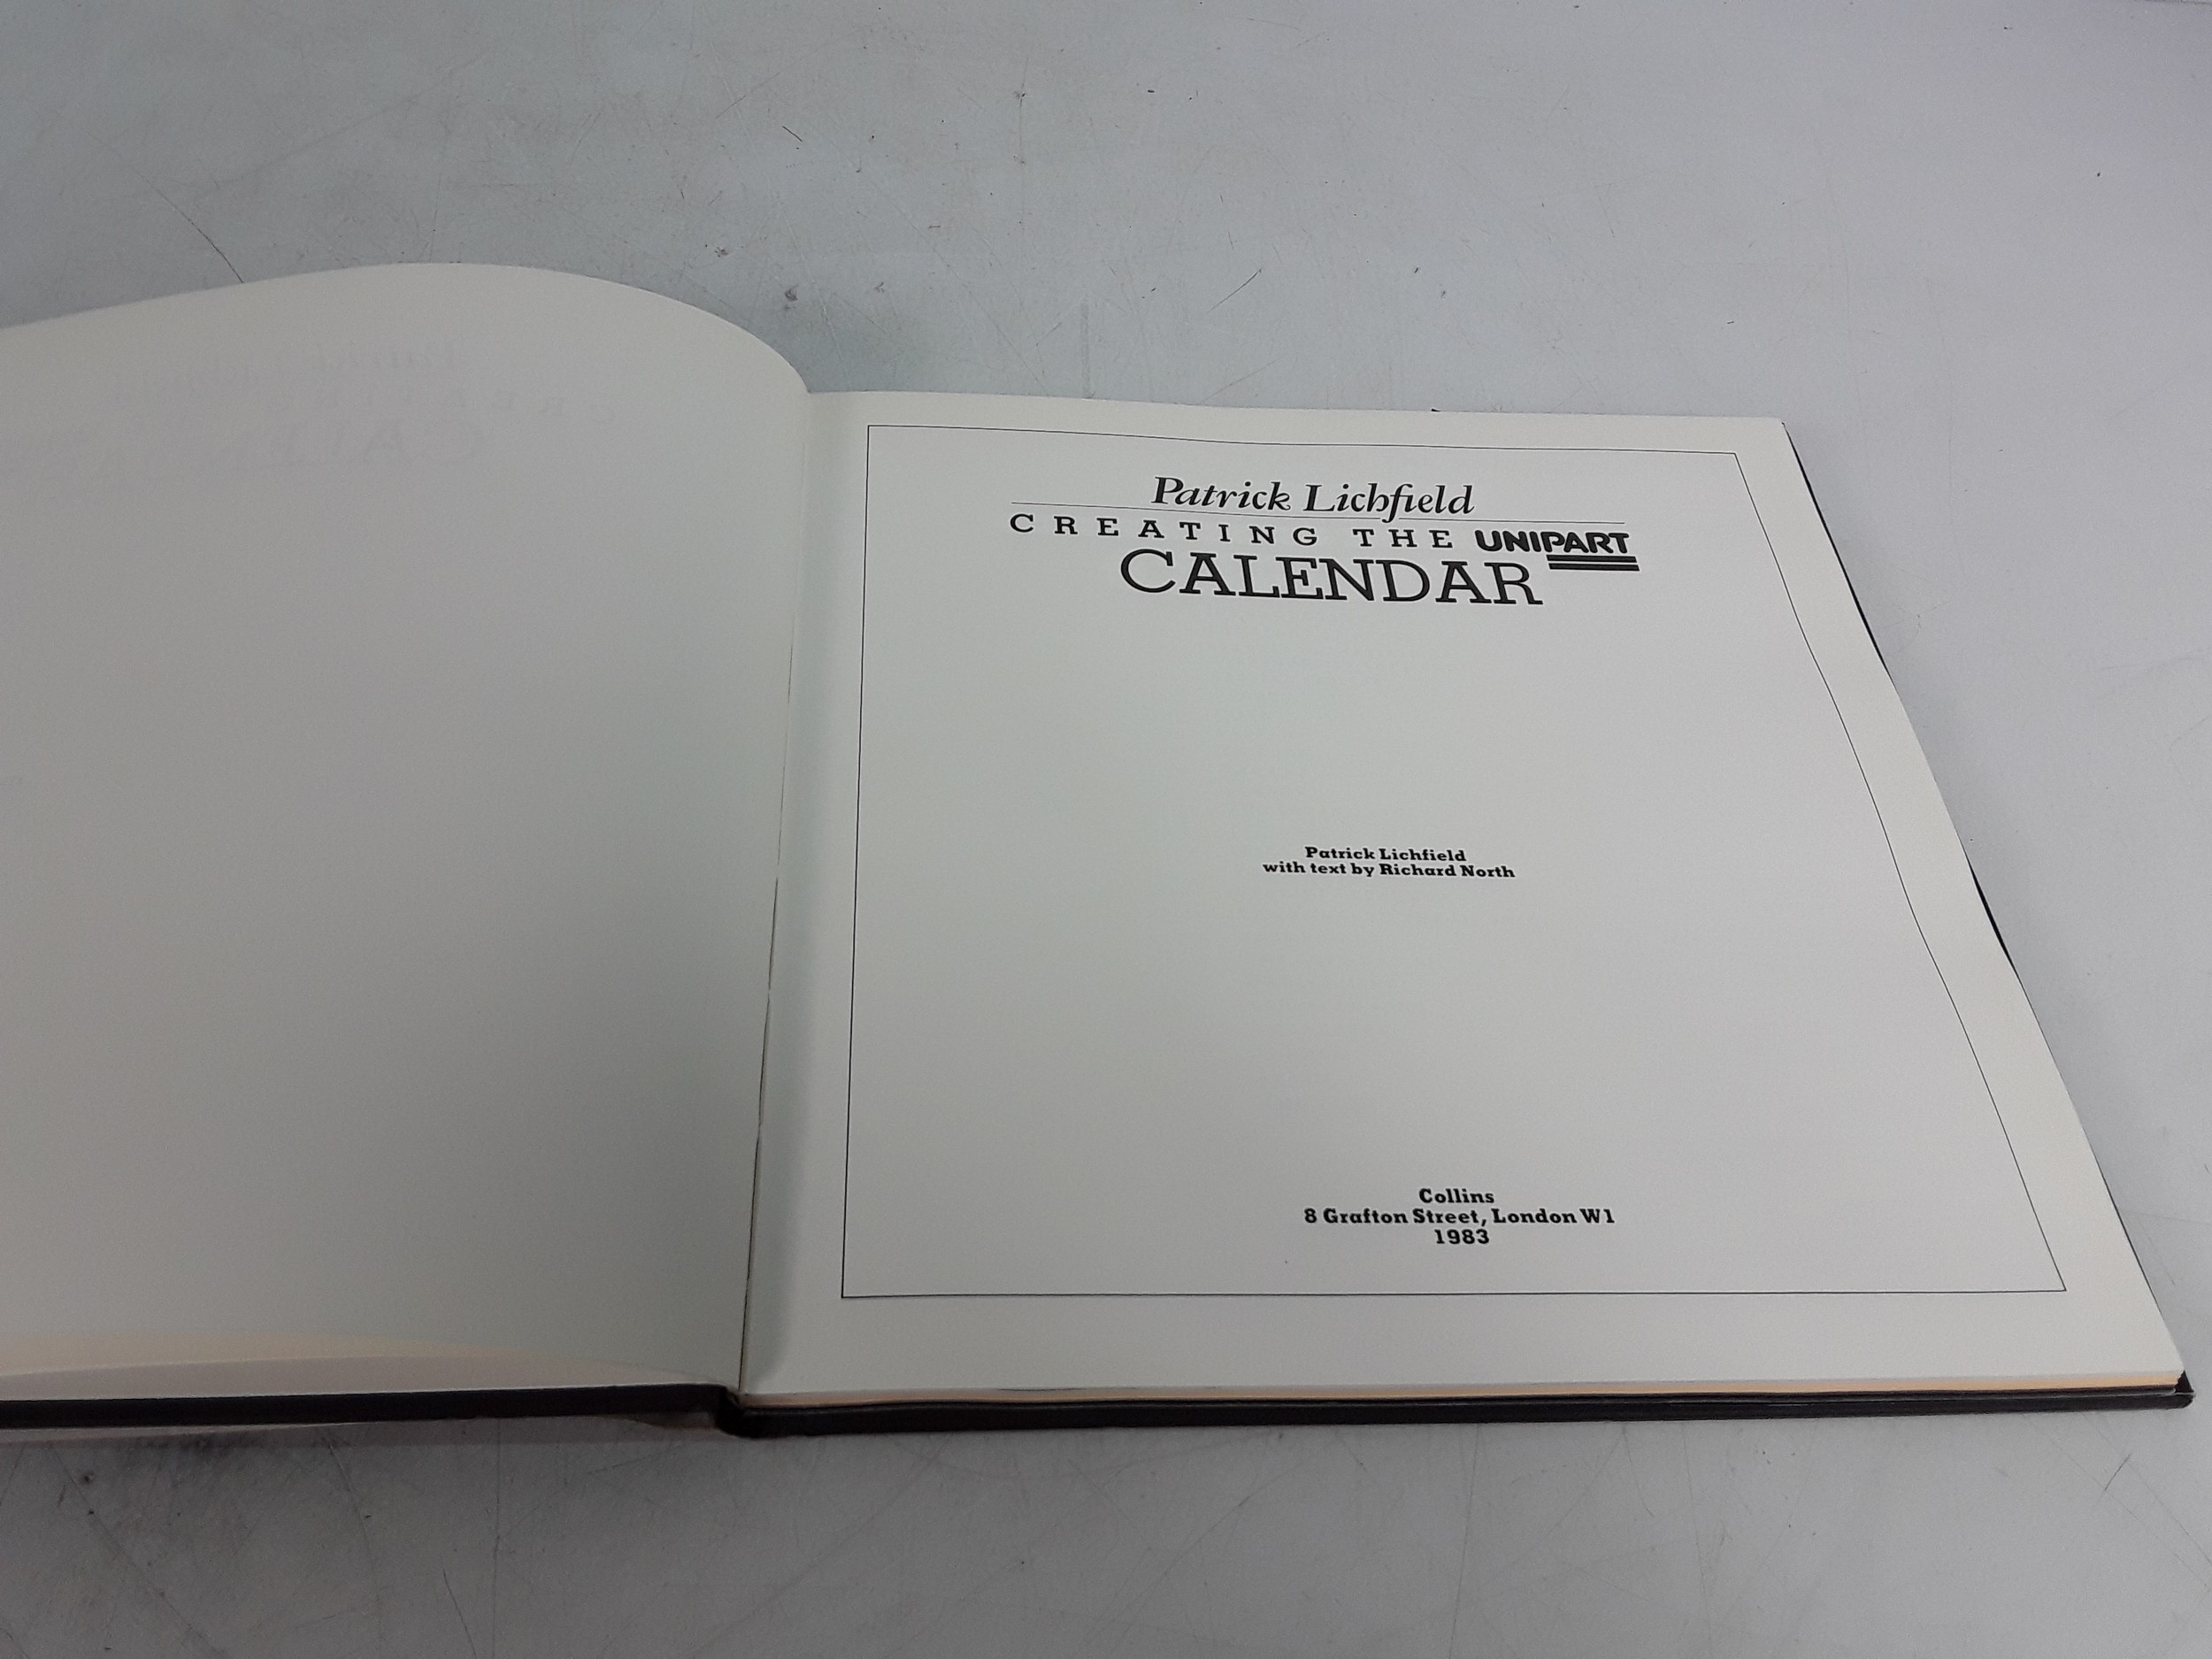 Patrick Lichfield
CREATING THE UNIPART
CALENDAR
Patrick Lichfield
with text by Richard North
Collins
8 Grafton Street, London W1
1983